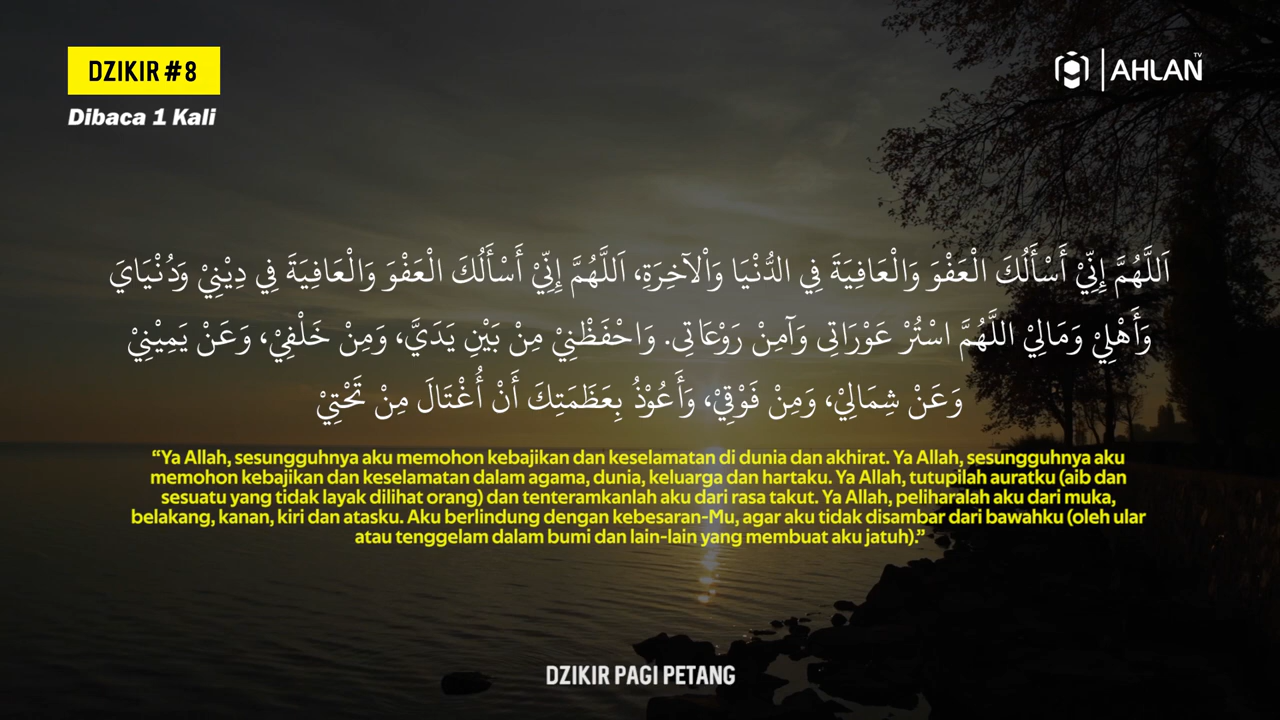 DZIKIR #8
Dibaca 1 Kali
AHLAN TV
اَللَّهُمَّ إِنِّيْ أَسْأَلُكَ الْعَفْوَ وَالْعَافِيَةَ فِي الدُّنْيَا وَاْلآخِرَةِ، اَللَّهُمَّ إِنِّيْ أَسْأَلُكَ الْعَفْوَ وَالْعَافِيَةَ فِي دِيْنِيْ وَدُنْيَايَ
وَأَهْلِيْ وَمَالِيْ اللَّهُمَّ اسْتُرْ عَوْرَاتِى وَآمِنْ رَوْعَاتِى. وَاحْفَظْنِيْ مِنْ بَيْنِ يَدَيَّ، وَمِنْ خَلْفِيْ، وَعَنْ يَمِيْنِيْ
وَعَنْ شِمَالِيْ، وَمِنْ فَوْقِيْ، وَأَعُوْذُ بِعَظَمَتِكَ أَنْ أُغْتَالَ مِنْ تَحْتِيْ
“Ya Allah, sesungguhnya aku memohon kebajikan dan keselamatan di dunia dan akhirat. Ya Allah, sesungguhnya aku
memohon kebajikan dan keselamatan dalam agama, dunia, keluarga dan hartaku. Ya Allah, tutupilah auratku (aib dan
sesuatu yang tidak layak dilihat orang) dan tenteramkanlah aku dari rasa takut. Ya Allah, peliharalah aku dari muka,
belakang, kanan, kiri dan atasku. Aku berlindung dengan kebesaran-Mu, agar aku tidak disambar dari bawahku (oleh ular
atau tenggelam dalam bumi dan lain-lain yang membuat aku jatuh).”
DZIKIR PAGI PETANG